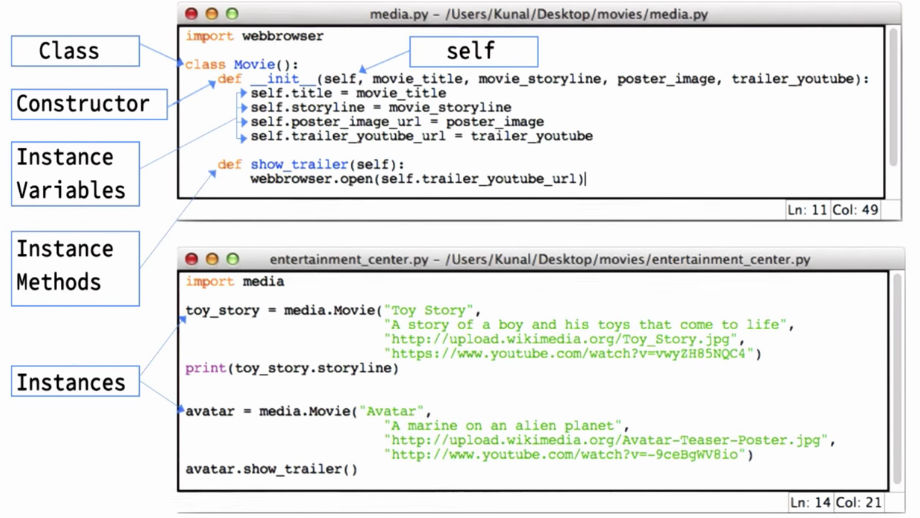 media.py - /Users/Kunal/Desktop/movies/media.py
import webbrowser
class Movie():
def __init__(self, movie_title, movie_storyline, poster_image, trailer_youtube):
self.title = movie_title
self.storyline = movie_storyline
self.poster_image_url = poster_image
self.trailer_youtube_url = trailer_youtube
def show_trailer(self):
webbrowser.open(self.trailer_youtube_url)
Ln: 11 Col: 49
Class
self
Constructor
Instance
Variables
Instance
Methods
Instances
entertainment_center.py - /Users/Kunal/Desktop/movies/entertainment_center.py
import media
toy_story = media.Movie("Toy Story",
"A story of a boy and his toys that come to life",
"http://upload.wikimedia.org/Toy_Story.jpg",
"https://www.youtube.com/watch?v=vwyZH85NQC4")
print(toy_story.storyline)
avatar = media.Movie("Avatar",
"A marine on an alien planet",
"http://upload.wikimedia.org/Avatar-Teaser-Poster.jpg",
"http://www.youtube.com/watch?v=-9ceBgWV8io")
avatar.show_trailer()
Ln: 14 Col: 21